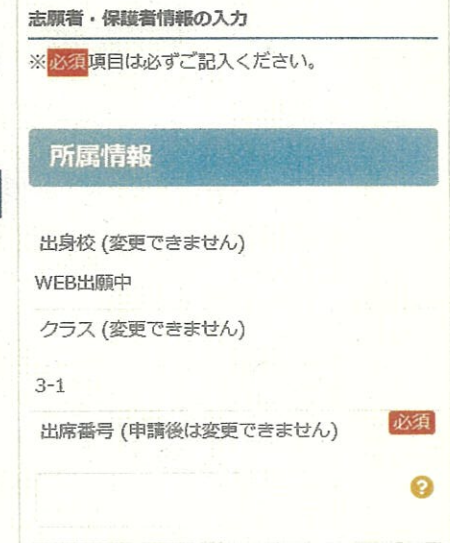 志願者・保護者情報の入力
※必須項目は必ずご記入ください。
所属情報
出身校 (変更できません)
WEB出願中
クラス (変更できません)
3-1
出席番号 (申請後は変更できません) 必須
?